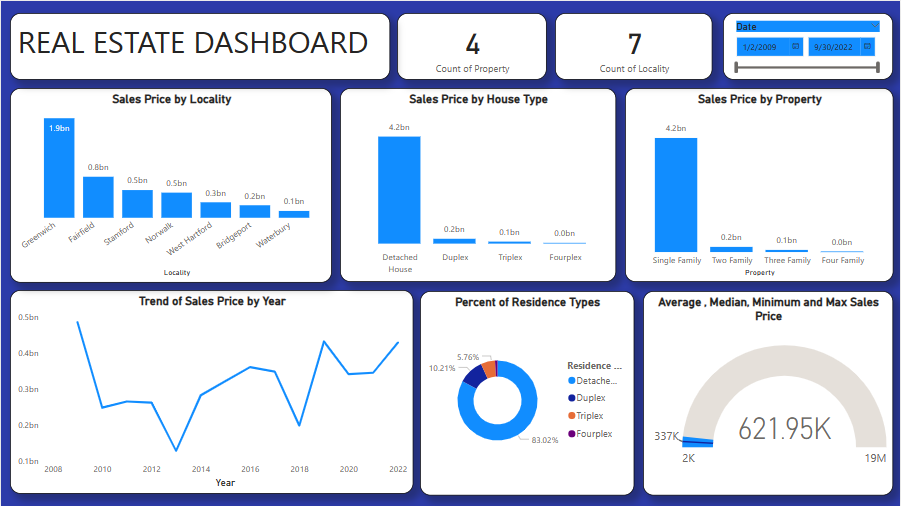 REAL ESTATE DASHBOARD
4
Count of Property
7
Count of Locality
Date
1/2/2009
9/30/2022
Sales Price by Locality
1.9bn
0.8bn
0.5bn
0.5bn
0.3bn
0.2bn
0.1bn
Greenwich
Fairfield
Stamford
Norwalk
West Hartford
Bridgeport
Waterbury
Locality
Sales Price by House Type
4.2bn
0.2bn
0.1bn
0.0bn
Detached
House
Duplex
Triplex
Fourplex
Sales Price by Property
4.2bn
0.2bn
0.1bn
0.0bn
Single Family
Two Family
Three Family
Four Family
Property
Trend of Sales Price by Year
0.5bn
0.4bn
0.3bn
0.2bn
0.1bn
2008
2010
2012
2014
2016
2018
2020
2022
Year
Percent of Residence Types
5.76%
10.21%
83.02%
Residence ...
Detache...
Duplex
Triplex
Fourplex
Average , Median, Minimum and Max Sales
Price
337K
621.95K
2K
19M